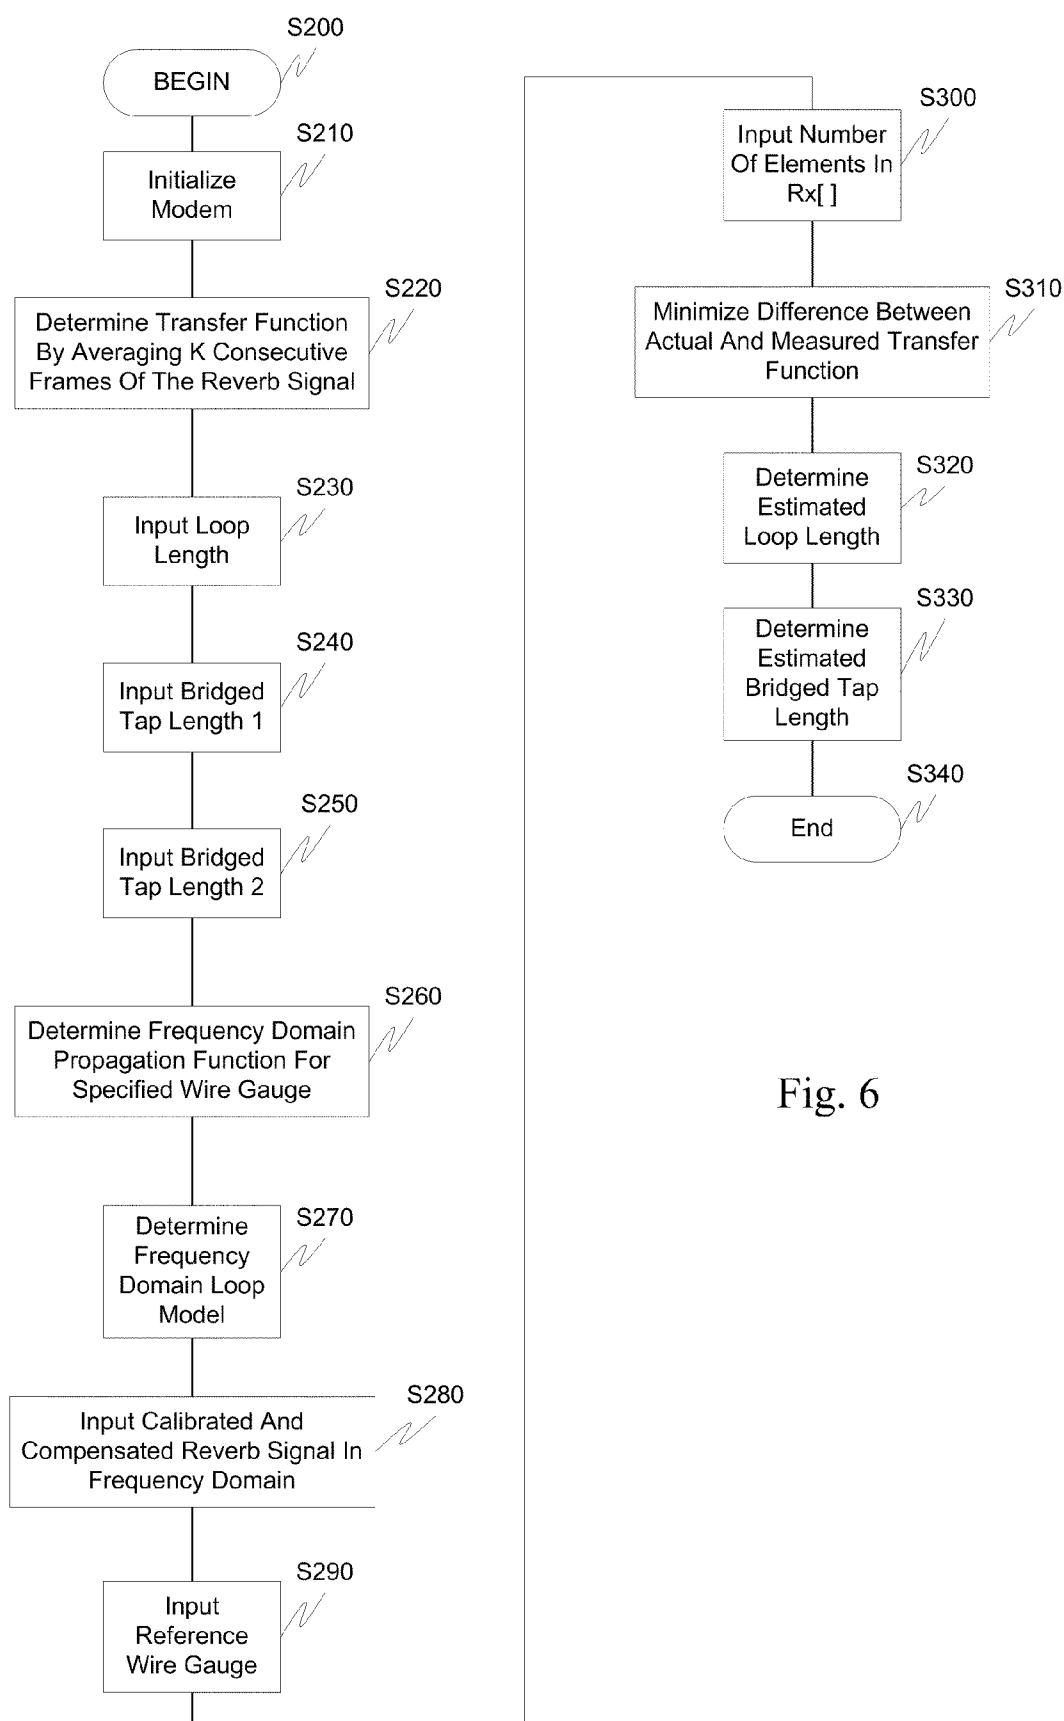 S200
BEGIN
S210
Initialize
Modem
S220
Determine Transfer Function
By Averaging K Consecutive
Frames Of The Reverb Signal
S230
Input Loop
Length
S240
Input Bridged
Tap Length 1
S250
Input Bridged
Tap Length 2
S260
Determine Frequency Domain
Propagation Function For
Specified Wire Gauge
S270
Determine
Frequency
Domain Loop
Model
S280
Input Calibrated And
Compensated Reverb Signal In
Frequency Domain
S290
Input
Reference
Wire Gauge
S300
Input Number
Of Elements In
Rx[ ]
S310
Minimize Difference Between
Actual And Measured Transfer
Function
S320
Determine
Estimated
Loop Length
S330
Determine
Estimated
Bridged Tap
Length
S340
End
Fig. 6